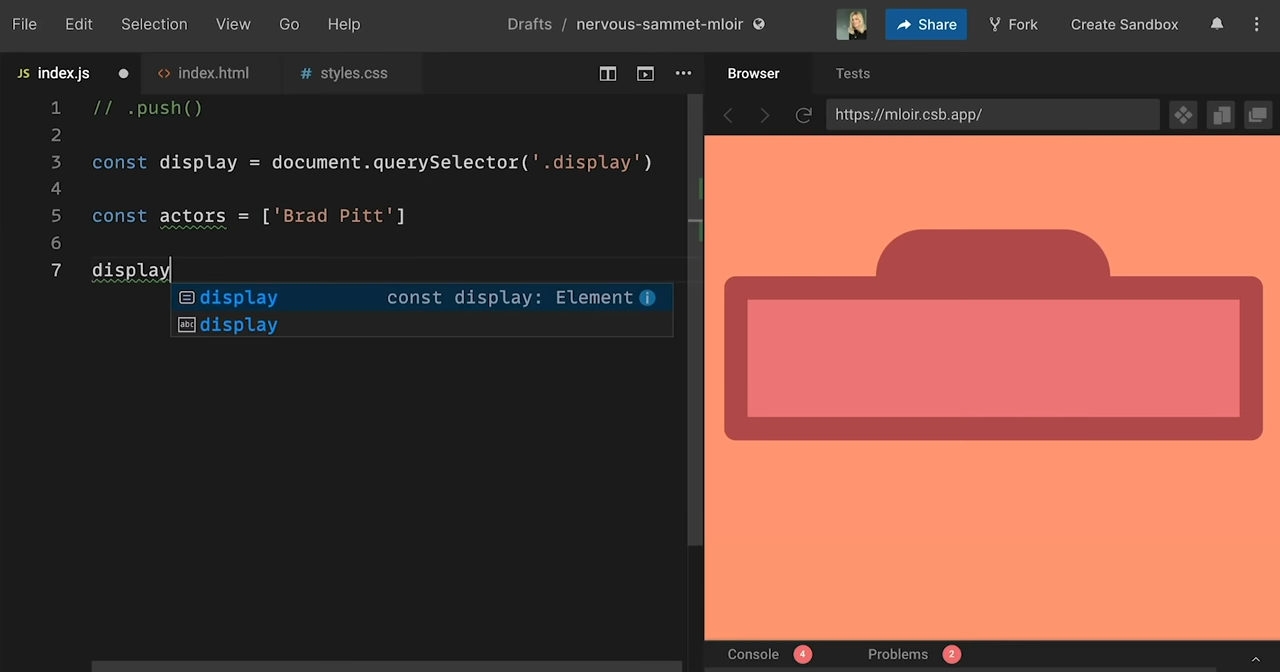 File Edit Selection View Go Help Drafts / nervous-sammet-mloir Share Fork Create Sandbox
JS index.js <> index.html # styles.css Browser Tests
https://mloir.csb.app/
1 // .push()
2
3 const display = document.querySelector('.display')
4
5 const actors = ['Brad Pitt']
6
7 display
display const display: Element i
abc display
Console 4 Problems 2